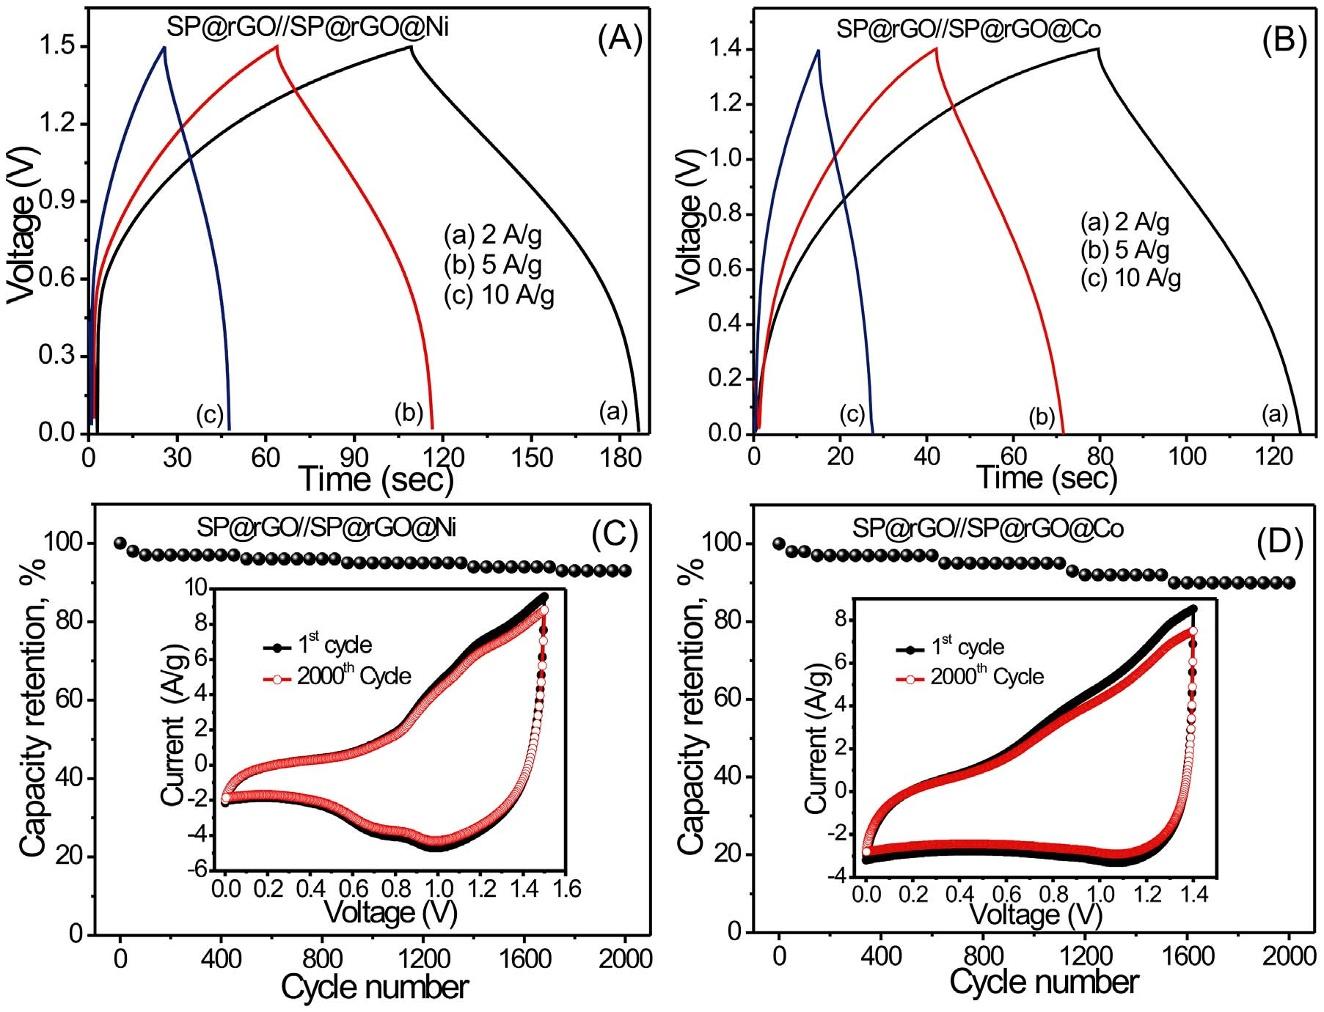 SP@rGO//SP@rGO@Ni
(A)
1.5
1.2
0.9
0.6
0.3
0.0
Voltage (V)
(a) 2 A/g
(b) 5 A/g
(c) 10 A/g
(c)
(b)
(a)
0 30 60 90 120 150 180
Time (sec)
SP@rGO//SP@rGO@Co
(B)
1.4
1.2
1.0
0.8
0.6
0.4
0.2
0.0
Voltage (V)
(a) 2 A/g
(b) 5 A/g
(c) 10 A/g
(c)
(b)
(a)
0 20 40 60 80 100 120
Time (sec)
SP@rGO//SP@rGO@Ni
(C)
100
80
60
40
20
0
Capacity retention, %
10
8
6
4
2
0
-2
-4
-6
Current (A/g)
1st cycle
2000th Cycle
0.0 0.2 0.4 0.6 0.8 1.0 1.2 1.4 1.6
Voltage (V)
0 400 800 1200 1600 2000
Cycle number
SP@rGO//SP@rGO@Co
(D)
100
80
60
40
20
0
Capacity retention, %
8
6
4
2
0
-2
-4
Current (A/g)
1st cycle
2000th Cycle
0.0 0.2 0.4 0.6 0.8 1.0 1.2 1.4
Voltage (V)
0 400 800 1200 1600 2000
Cycle number